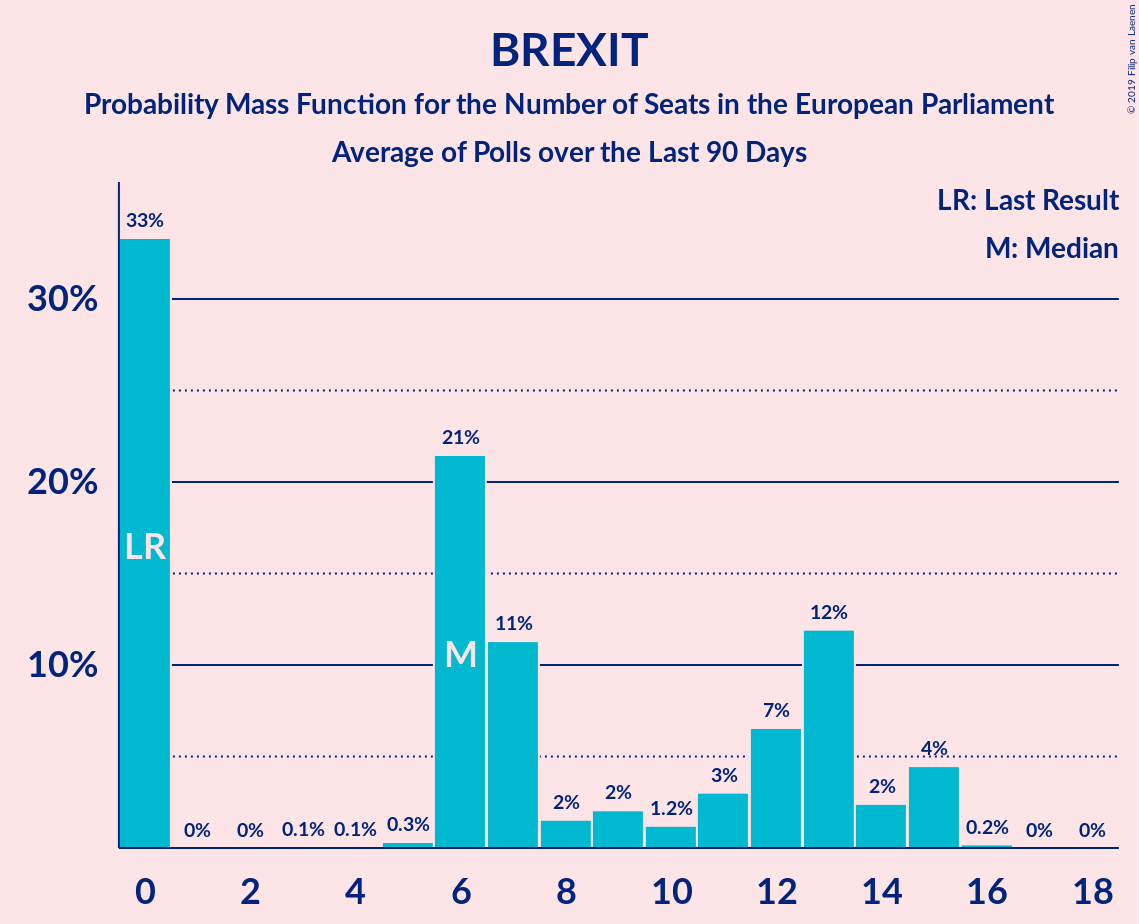 BREXIT
Probability Mass Function for the Number of Seats in the European Parliament
Average of Polls over the Last 90 Days
© 2019 Filip van Laenen
LR: Last Result
M: Median
33%
30%
21%
20%
LR
12%
11%
M
10%
7%
4%
3%
2%
2%
2%
1.2%
0%
0%
0.1%
0.1%
0.3%
0.2%
0%
0%
0 2 4 6 8 10 12 14 16 18